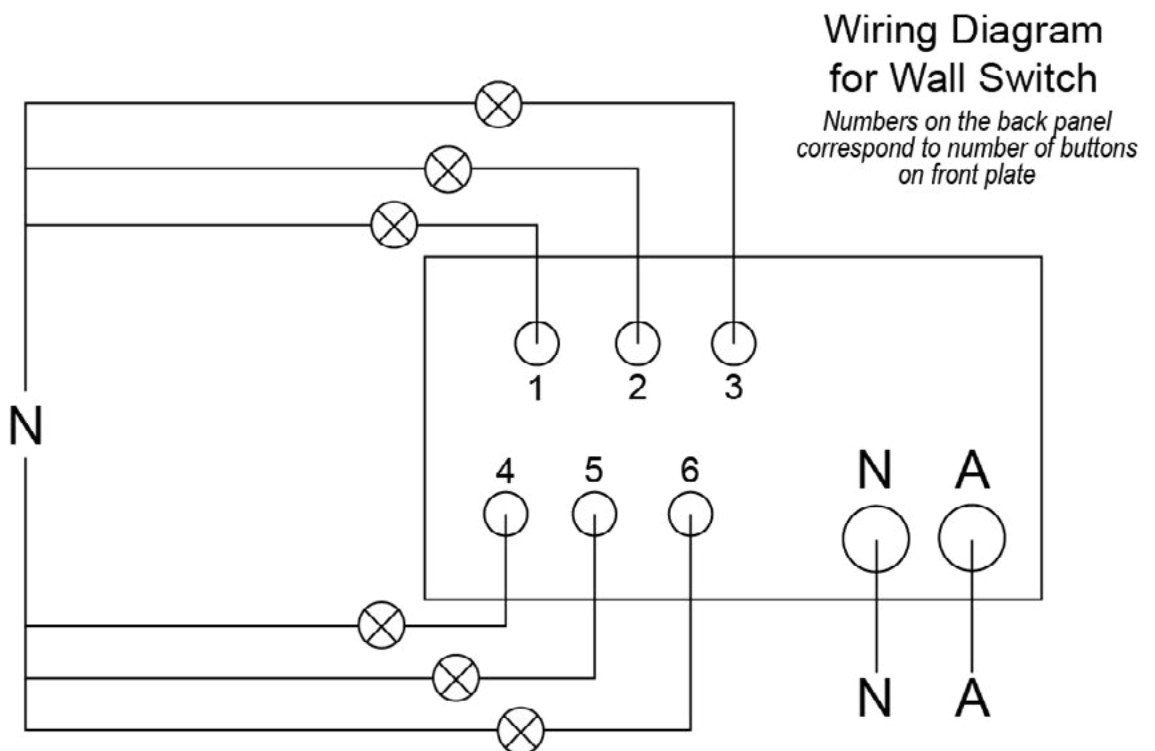 Wiring Diagram
for Wall Switch
Numbers on the back panel
correspond to number of buttons
on front plate
1 2 3
N
4 5 6
N A
N A